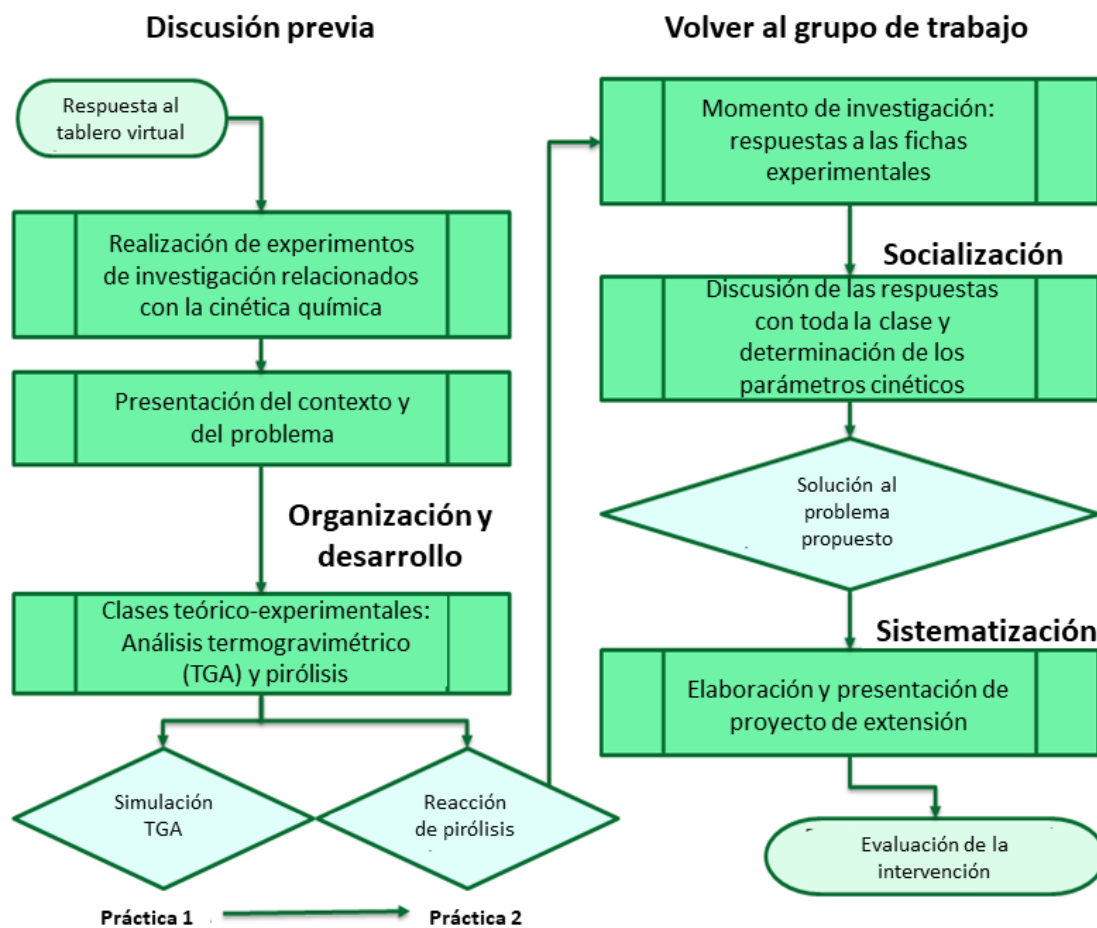 Discusión previa
Respuesta al
tablero virtual
Realización de experimentos
de investigación relacionados
con la cinética química
Presentación del contexto y
del problema
Organización y
desarrollo
Clases teórico-experimentales:
Análisis termogravimétrico
(TGA) y pirólisis
Simulación
TGA
Reacción
de pirólisis
Práctica 1
Práctica 2
Volver al grupo de trabajo
Momento de investigación:
respuestas a las fichas
experimentales
Socialización
Discusión de las respuestas
con toda la clase y
determinación de los
parámetros cinéticos
Solución al
problema
propuesto
Sistematización
Elaboración y presentación de
proyecto de extensión
Evaluación de la
intervención